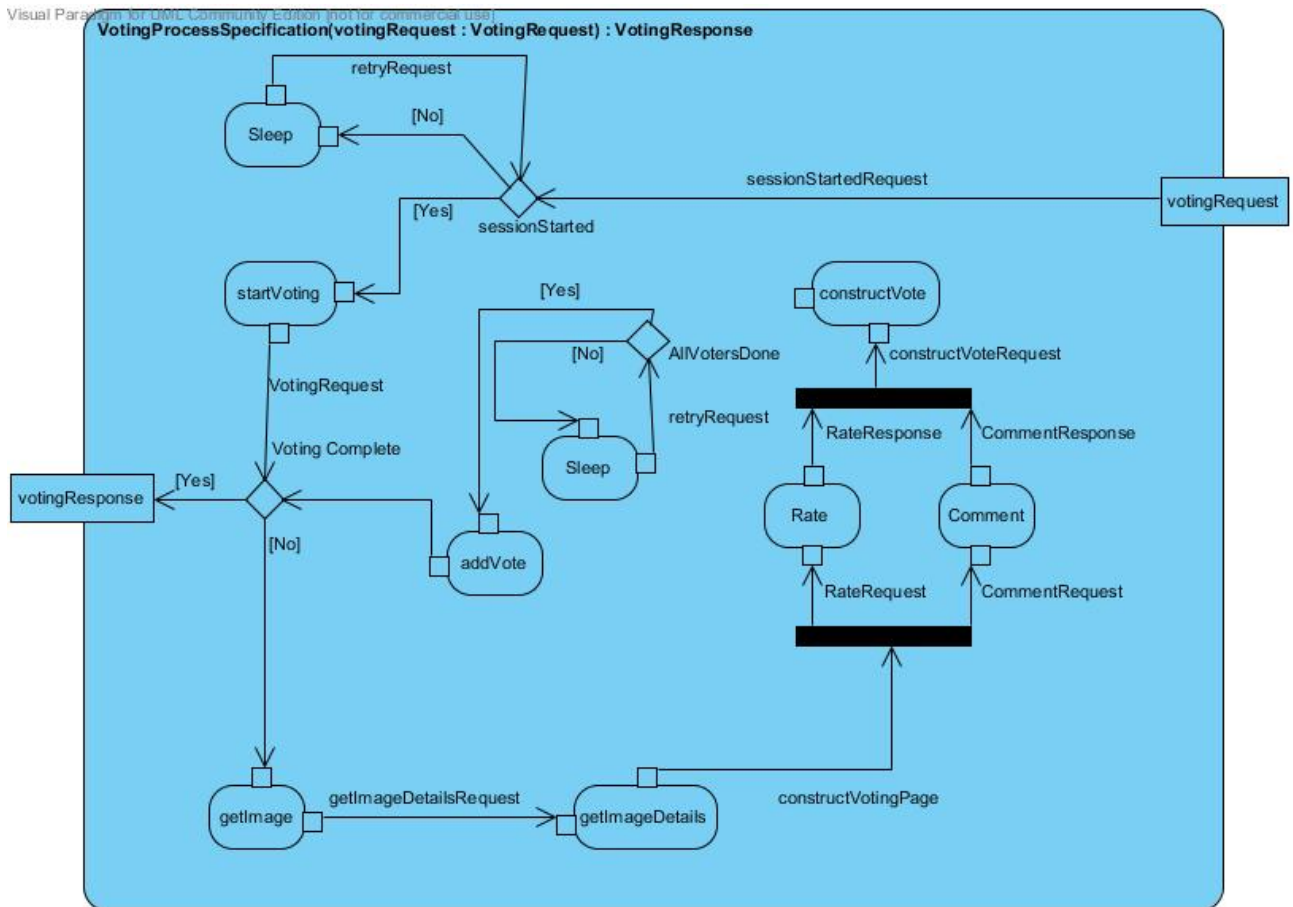 Visual Paradigm for UML Community Edition [not for commercial use]
VotingProcessSpecification(votingRequest : VotingRequest) : VotingResponse
retryRequest
Sleep
[No]
sessionStartedRequest
votingRequest
[Yes]
sessionStarted
startVoting
[Yes]
constructVote
[No]
AllVotersDone
constructVoteRequest
VotingRequest
retryRequest
RateResponse
CommentResponse
Voting Complete
Sleep
[Yes]
votingResponse
Rate
Comment
[No]
addVote
RateRequest
CommentRequest
getImageDetailsRequest
constructVotingPage
getImage
getImageDetails